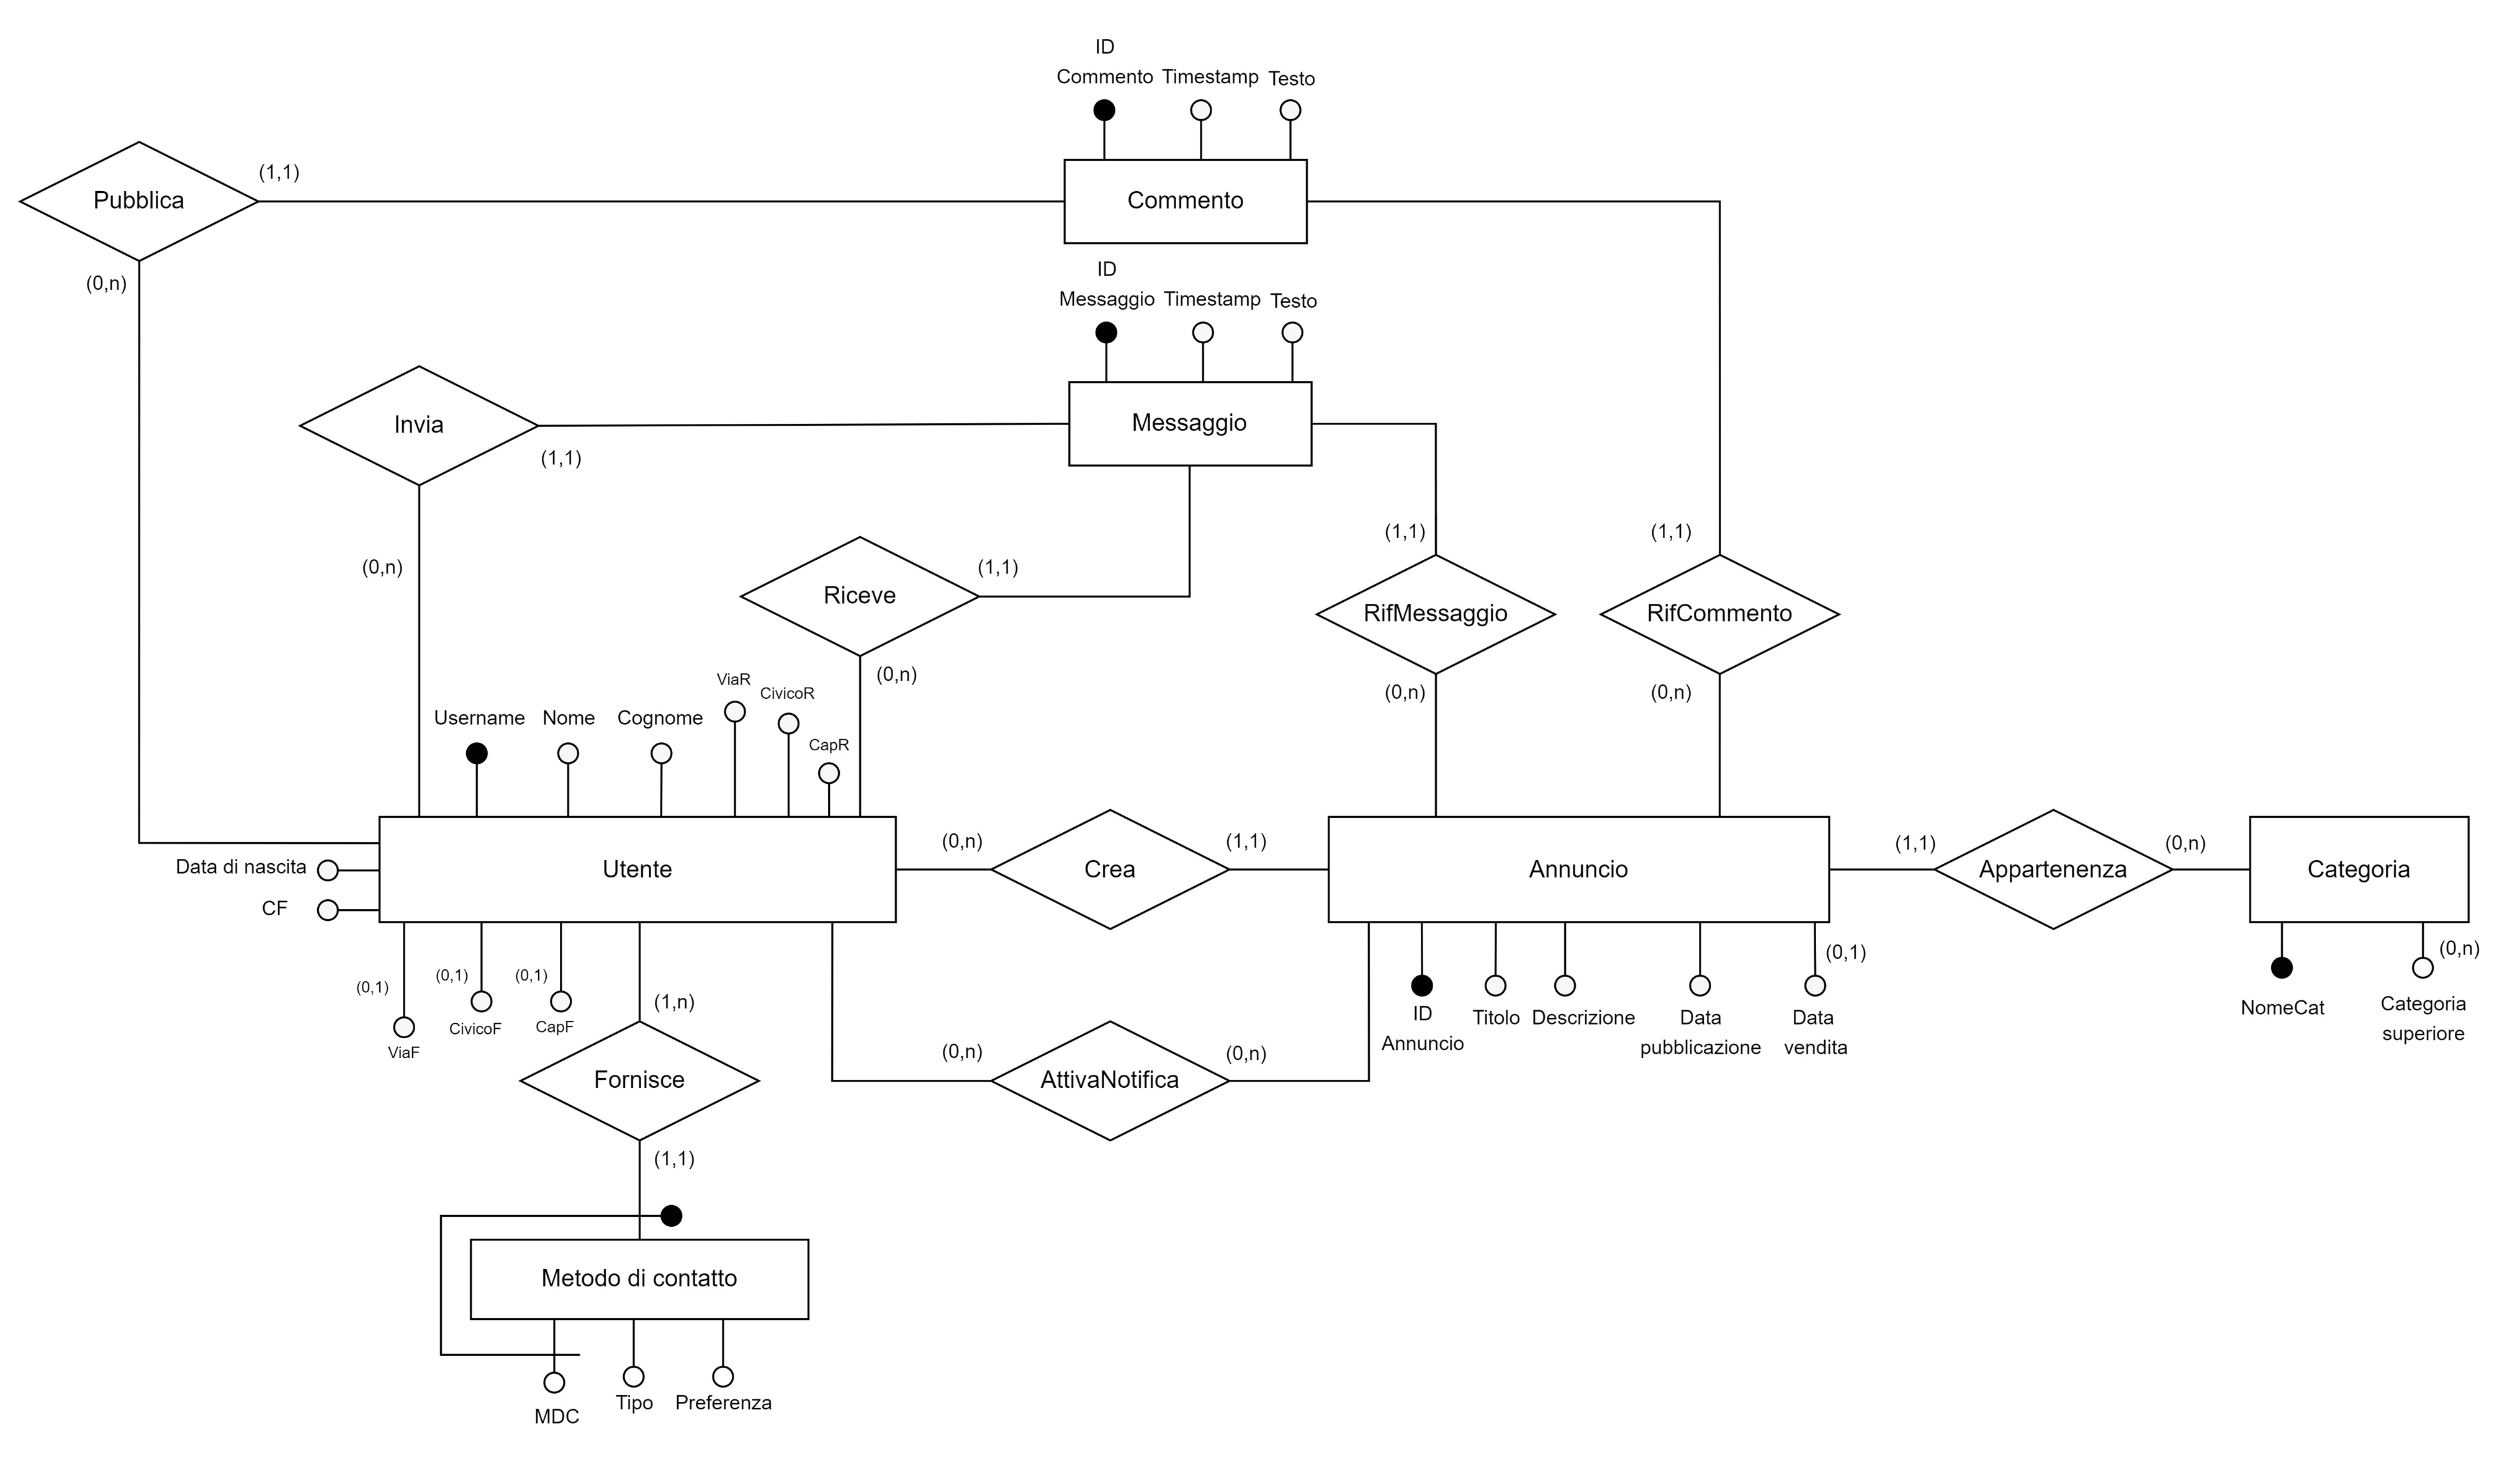 ID
Commento Timestamp Testo
Pubblica
(1,1)
Commento
(0,n)
ID
Messaggio Timestamp Testo
Invia
(1,1)
Messaggio
(0,n)
Riceve
(1,1)
(0,n)
(1,1)
(1,1)
RifMessaggio
RifCommento
(0,n)
(0,n)
ViaR
CivicoR
Username Nome Cognome
CapR
Data di nascita
CF
Utente
(0,n)
Crea
(1,1)
Annuncio
(1,1)
Appartenenza
(0,n)
Categoria
(0,1)
(0,1)
(0,1)
ViaF
CivicoF
CapF
(1,n)
Fornisce
(1,1)
(0,n)
AttivaNotifica
(0,n)
ID
Annuncio
Titolo
Descrizione
Data
pubblicazione
(0,1)
Data
vendita
NomeCat
(0,n)
Categoria
superiore
Metodo di contatto
MDC
Tipo
Preferenza